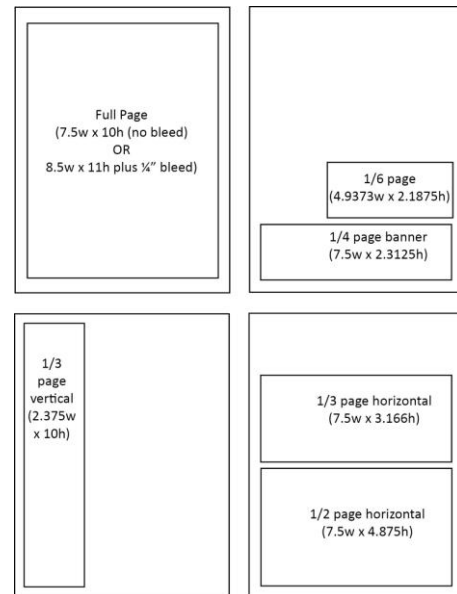 Full Page
(7.5w x 10h (no bleed)
OR
8.5w x 11h plus ¼” bleed)
1/6 page
(4.9373w x 2.1875h)
1/4 page banner
(7.5w x 2.3125h)
1/3
page
vertical
(2.375w
x 10h)
1/3 page horizontal
(7.5w x 3.166h)
1/2 page horizontal
(7.5w x 4.875h)